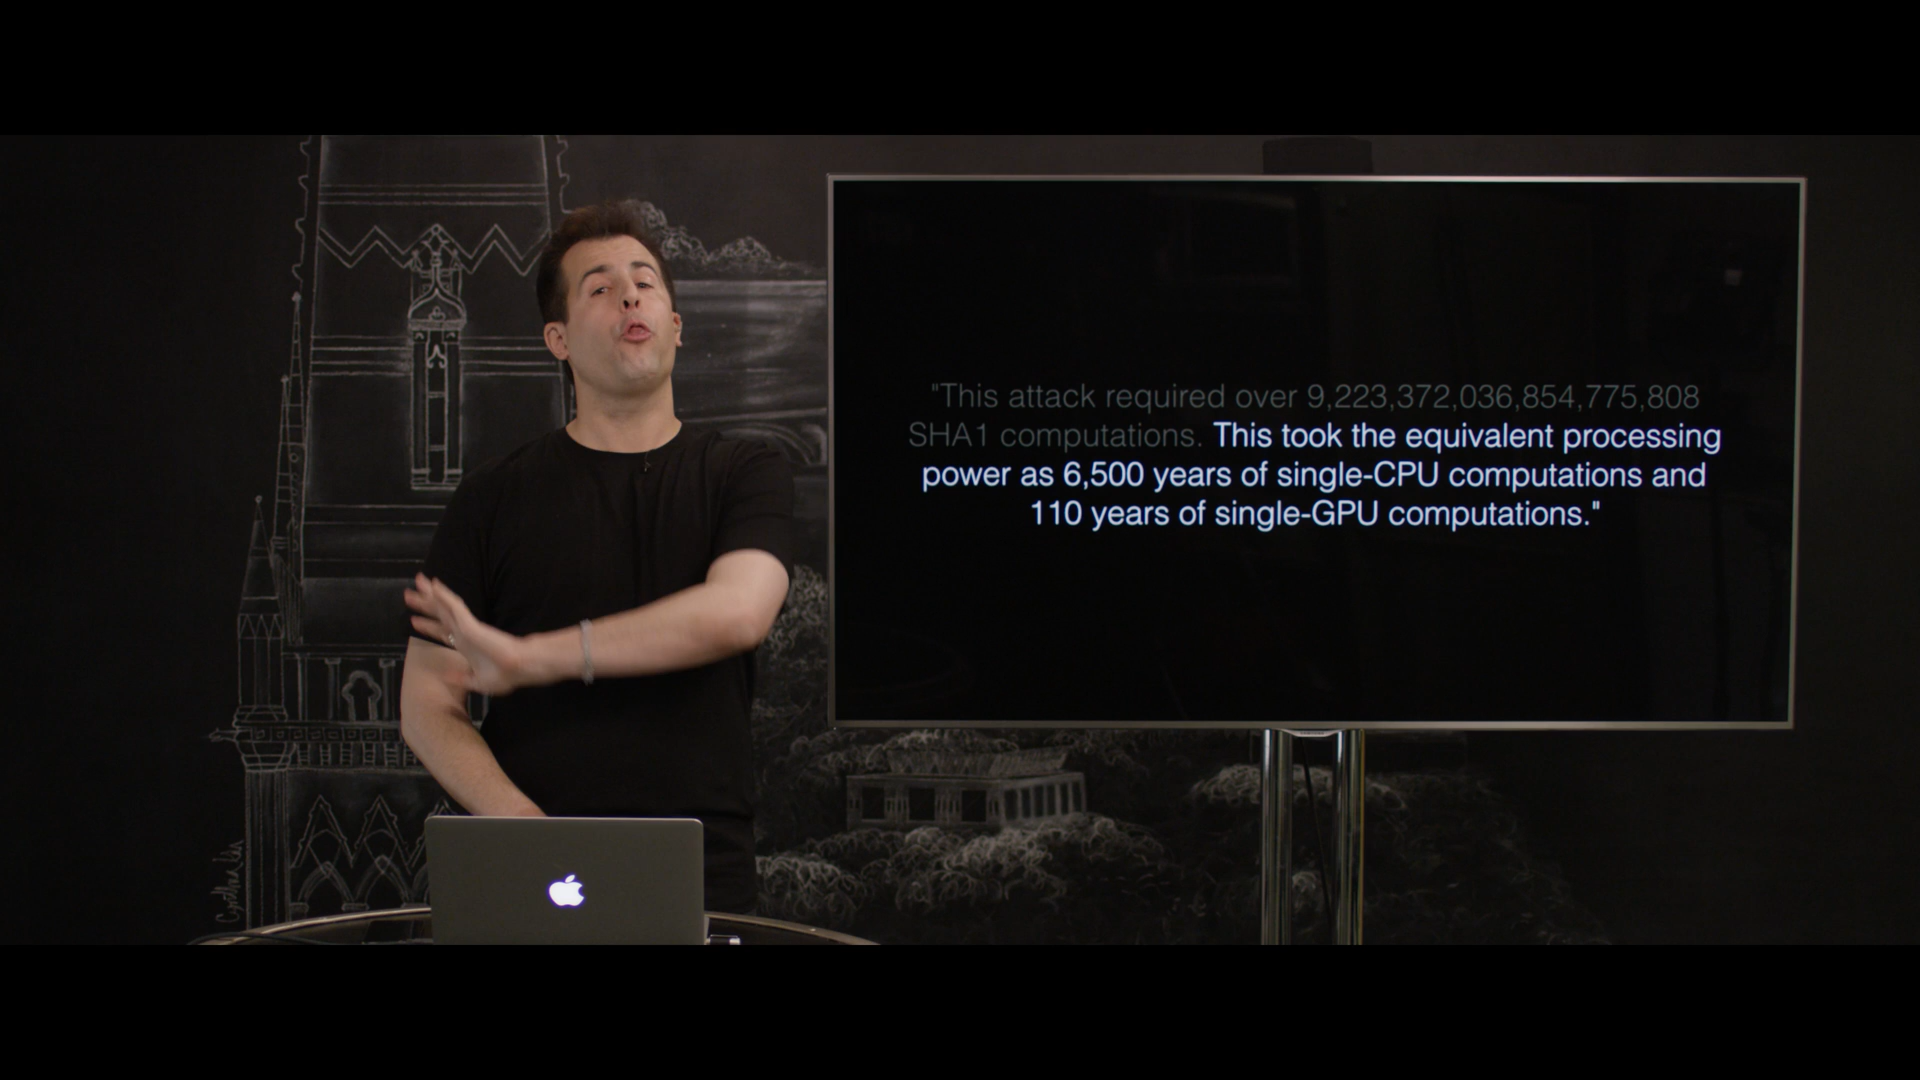 "This attack required over 9,223,372,036,854,775,808
SHA1 computations. This took the equivalent processing
power as 6,500 years of single-CPU computations and
110 years of single-GPU computations."